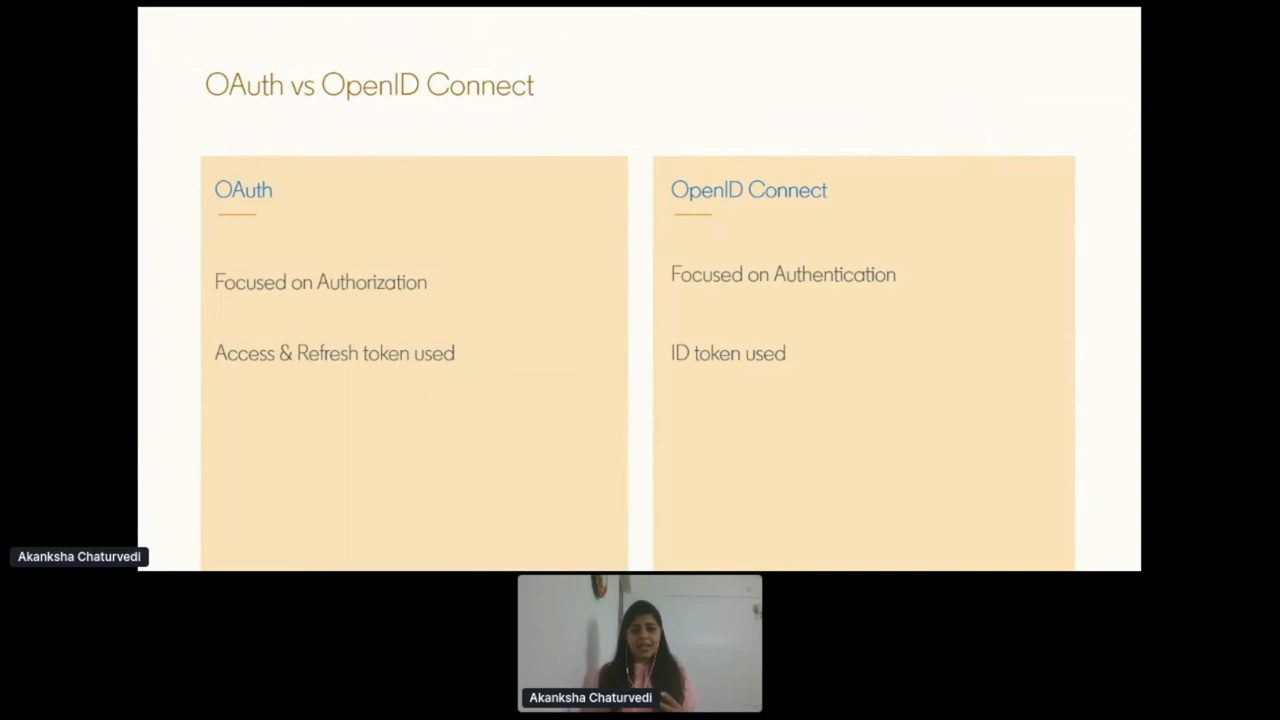 OAuth vs OpenID Connect
OAuth
Focused on Authorization
Access & Refresh token used
OpenID Connect
Focused on Authentication
ID token used
Akanksha Chaturvedi
Akanksha Chaturvedi